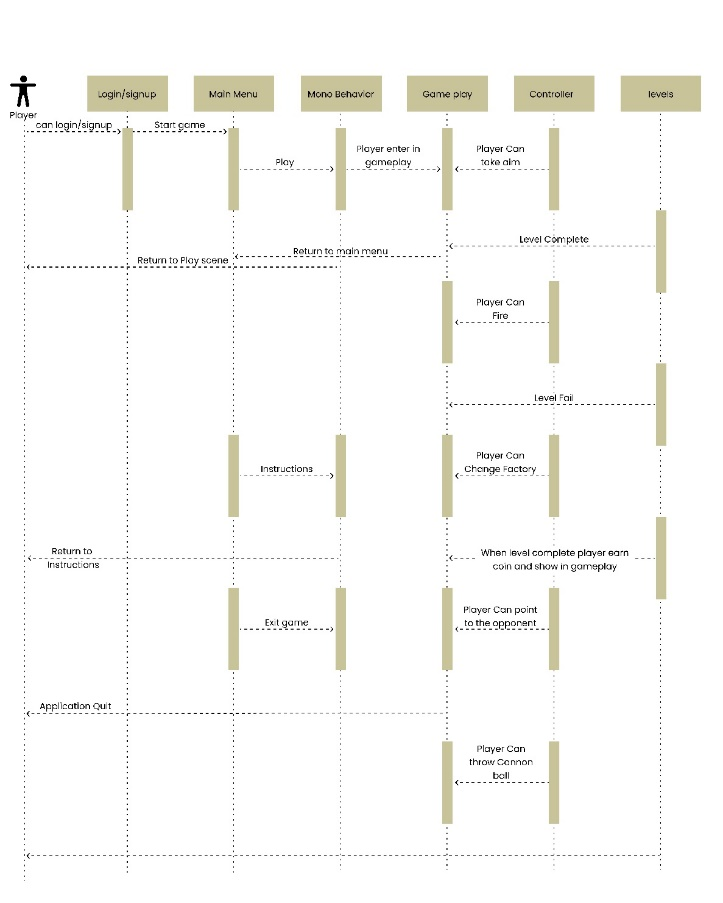 Login/signup
Main Menu
Mono Behavior
Game play
Controller
levels
Player
can login/signup
Start game
Play
Player enter in
gameplay
Player Can
take aim
Level Complete
Return to main menu
Return to Play scene
Player Can
Fire
Level Fail
Instructions
Player Can
Change Factory
Return to
Instructions
When level complete player earn
coin and show in gameplay
Exit game
Player Can point
to the opponent
Application Quit
Player Can
throw Cannon
ball